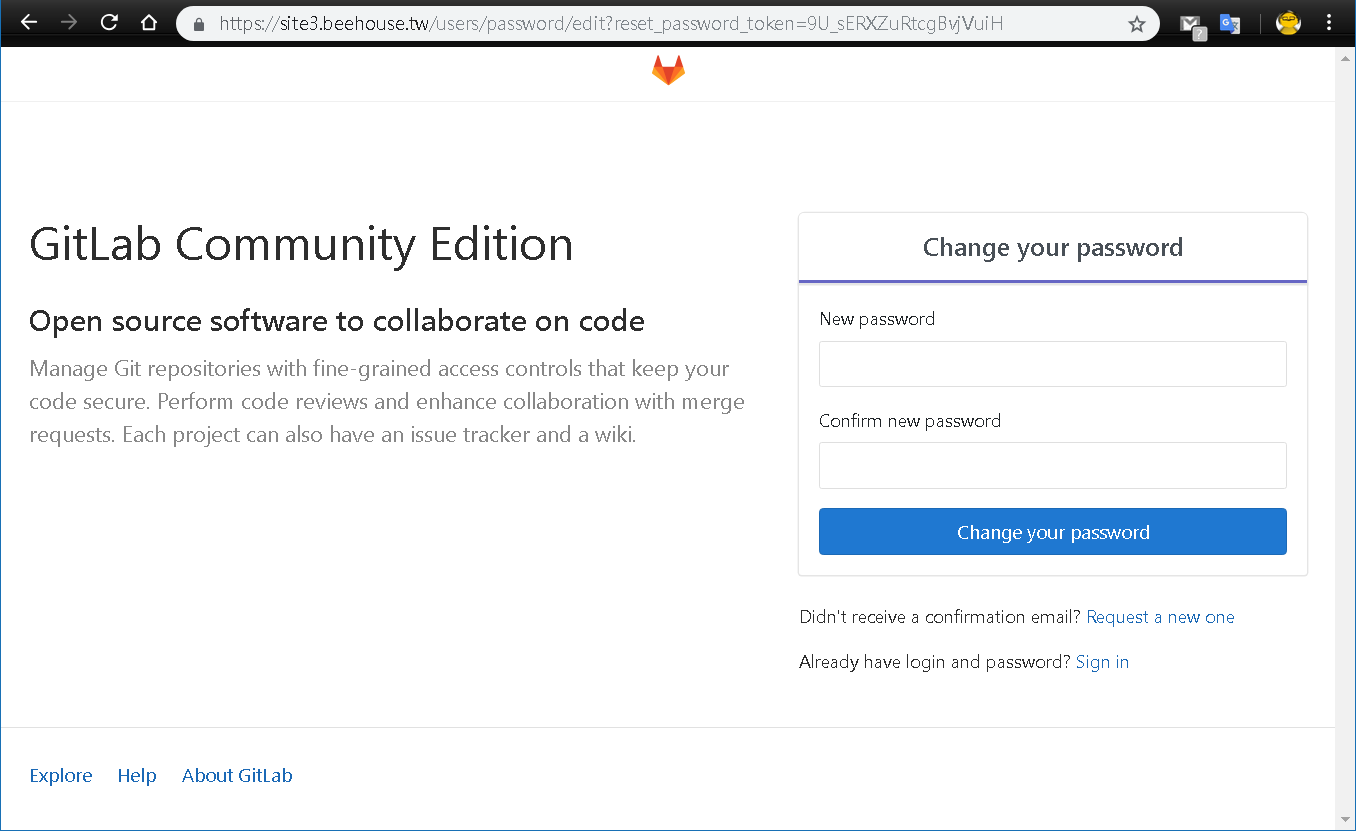 https://site3.beehouse.tw/users/password/edit?reset_password_token=9U_sERXZuRtcgBvjVuiH
GitLab Community Edition
Open source software to collaborate on code
Manage Git repositories with fine-grained access controls that keep your
code secure. Perform code reviews and enhance collaboration with merge
requests. Each project can also have an issue tracker and a wiki.
Change your password
New password
Confirm new password
Change your password
Didn't receive a confirmation email? Request a new one
Already have login and password? Sign in
Explore Help About GitLab